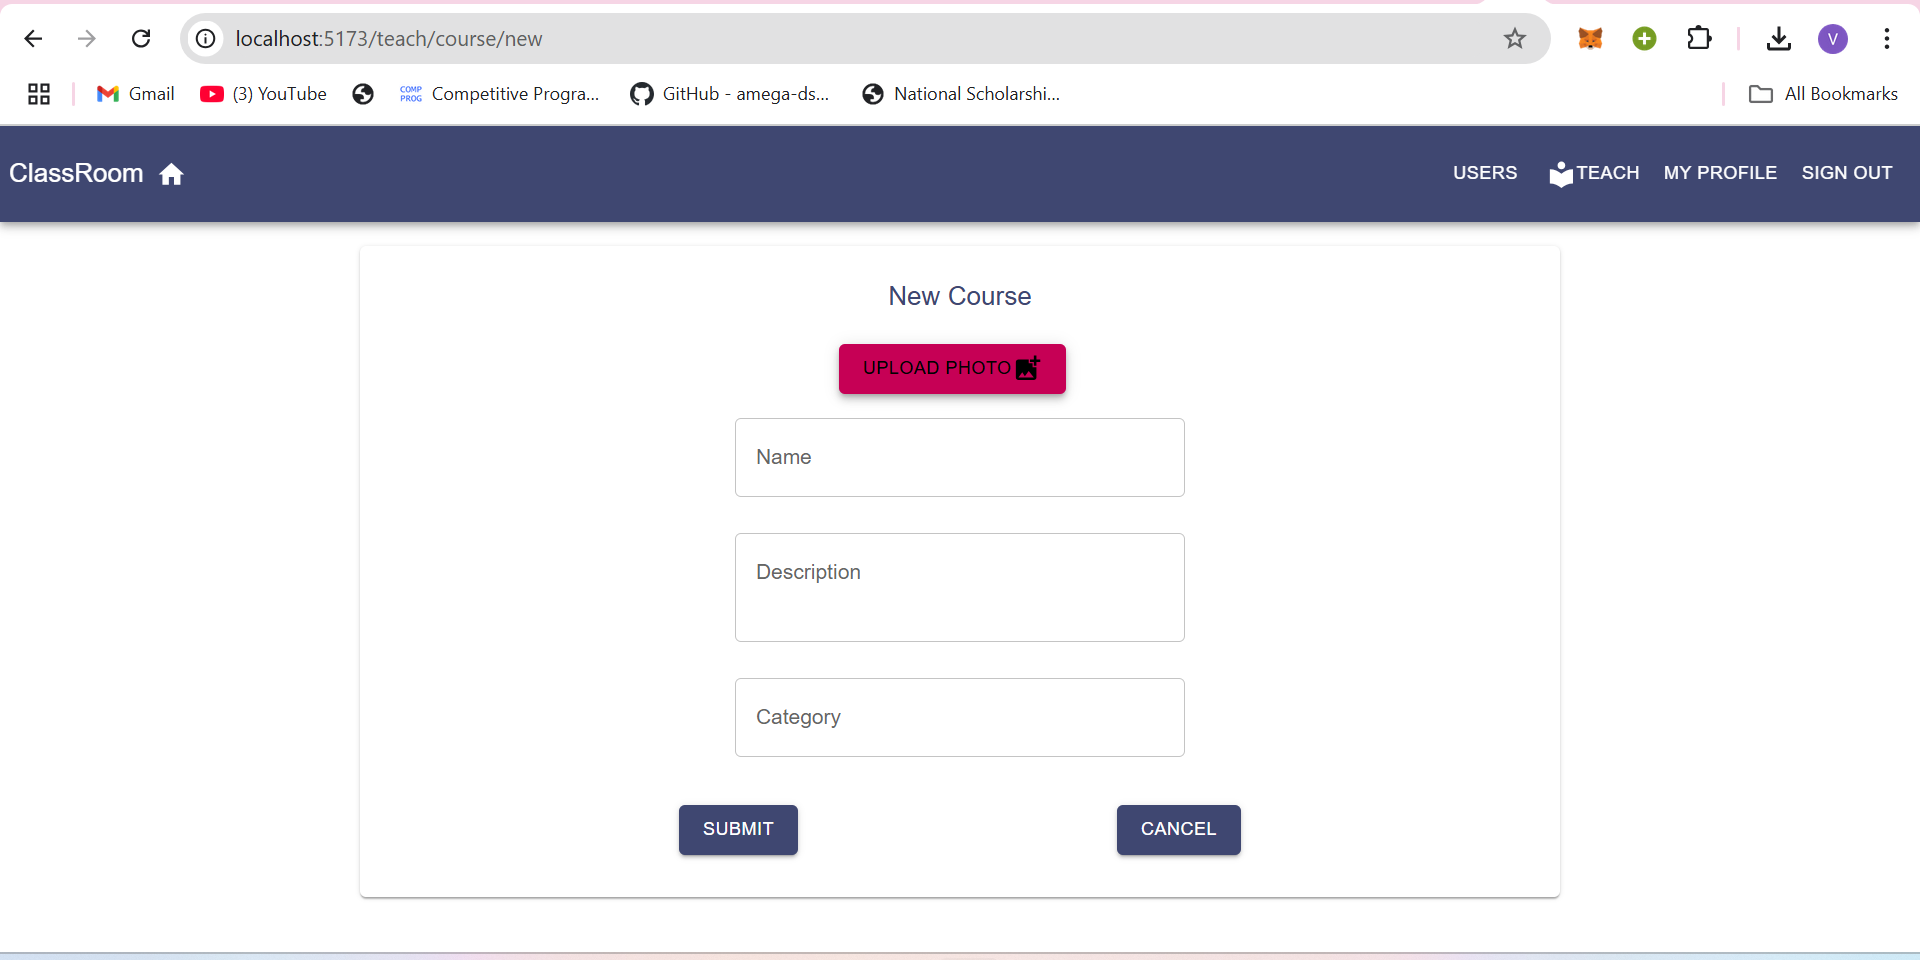 localhost:5173/teach/course/new
V
Gmail
(3) YouTube
COMP PROG
Competitive Progra...
GitHub - amega-ds...
National Scholarshi...
All Bookmarks
ClassRoom
USERS
TEACH
MY PROFILE
SIGN OUT
New Course
UPLOAD PHOTO
Name
Description
Category
SUBMIT
CANCEL